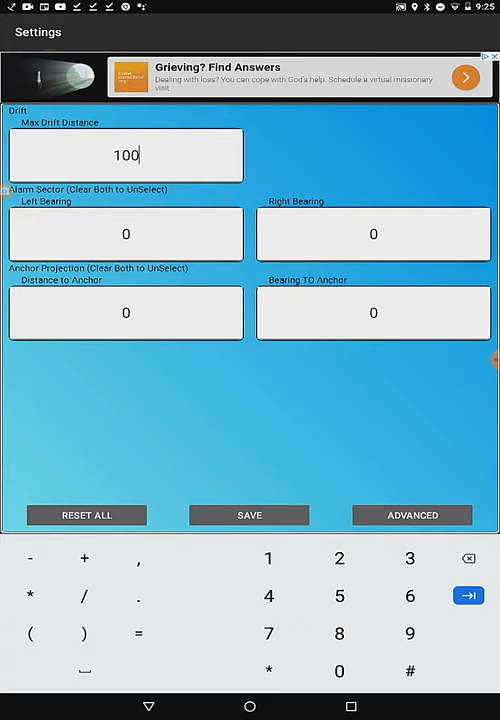 9:25
Settings
Grieving? Find Answers
Dealing with loss? You can cope with God's help. Schedule a virtual missionary
visit.
Drift
Max Drift Distance
100
Alarm Sector (Clear Both to UnSelect)
Left Bearing Right Bearing
0 0
Anchor Projection (Clear Both to UnSelect)
Distance to Anchor Bearing TO Anchor
0 0
RESET ALL SAVE ADVANCED
- + , 1 2 3
* / . 4 5 6
( ) = 7 8 9
* 0 #